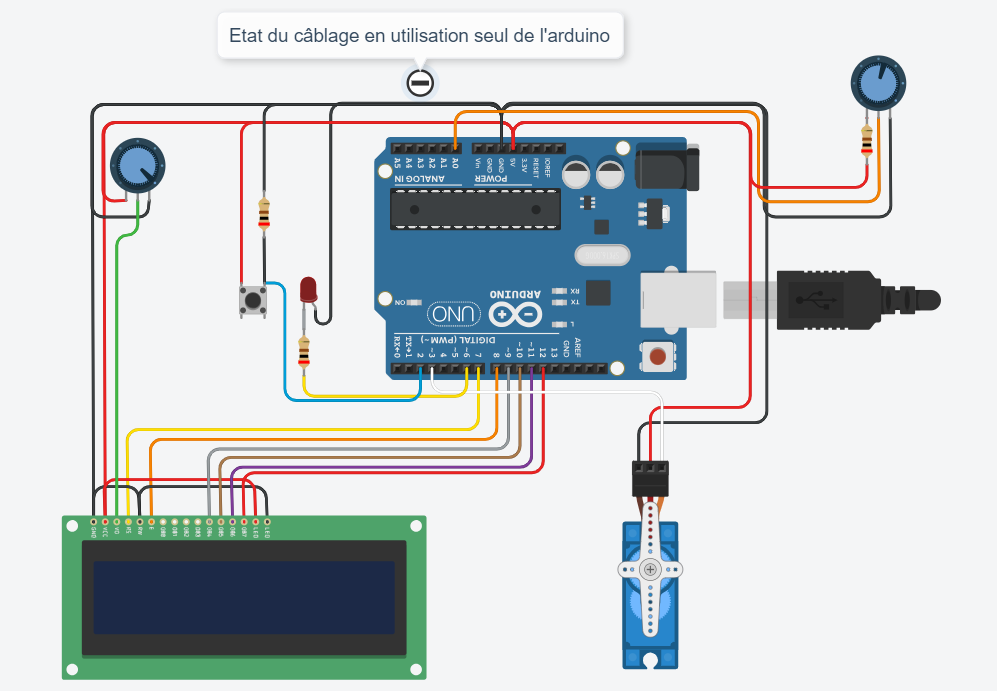 Etat du câblage en utilisation seul de l'arduino
A5 A4 A3 A2 A1 A0
Vin GND GND 5V 3.3V RESET IOREF
ANALOG IN
POWER
RX
TX
ON
UNO
ARDUINO
L
DIGITAL (PWM~)
RX←0 TX→1 2 ~3 4 ~5 ~6 7 8 ~9 ~10 ~11 12 13 GND AREF
GND VCC V0 RS RW E DB0 DB1 DB2 DB3 DB4 DB5 DB6 DB7 LED LED